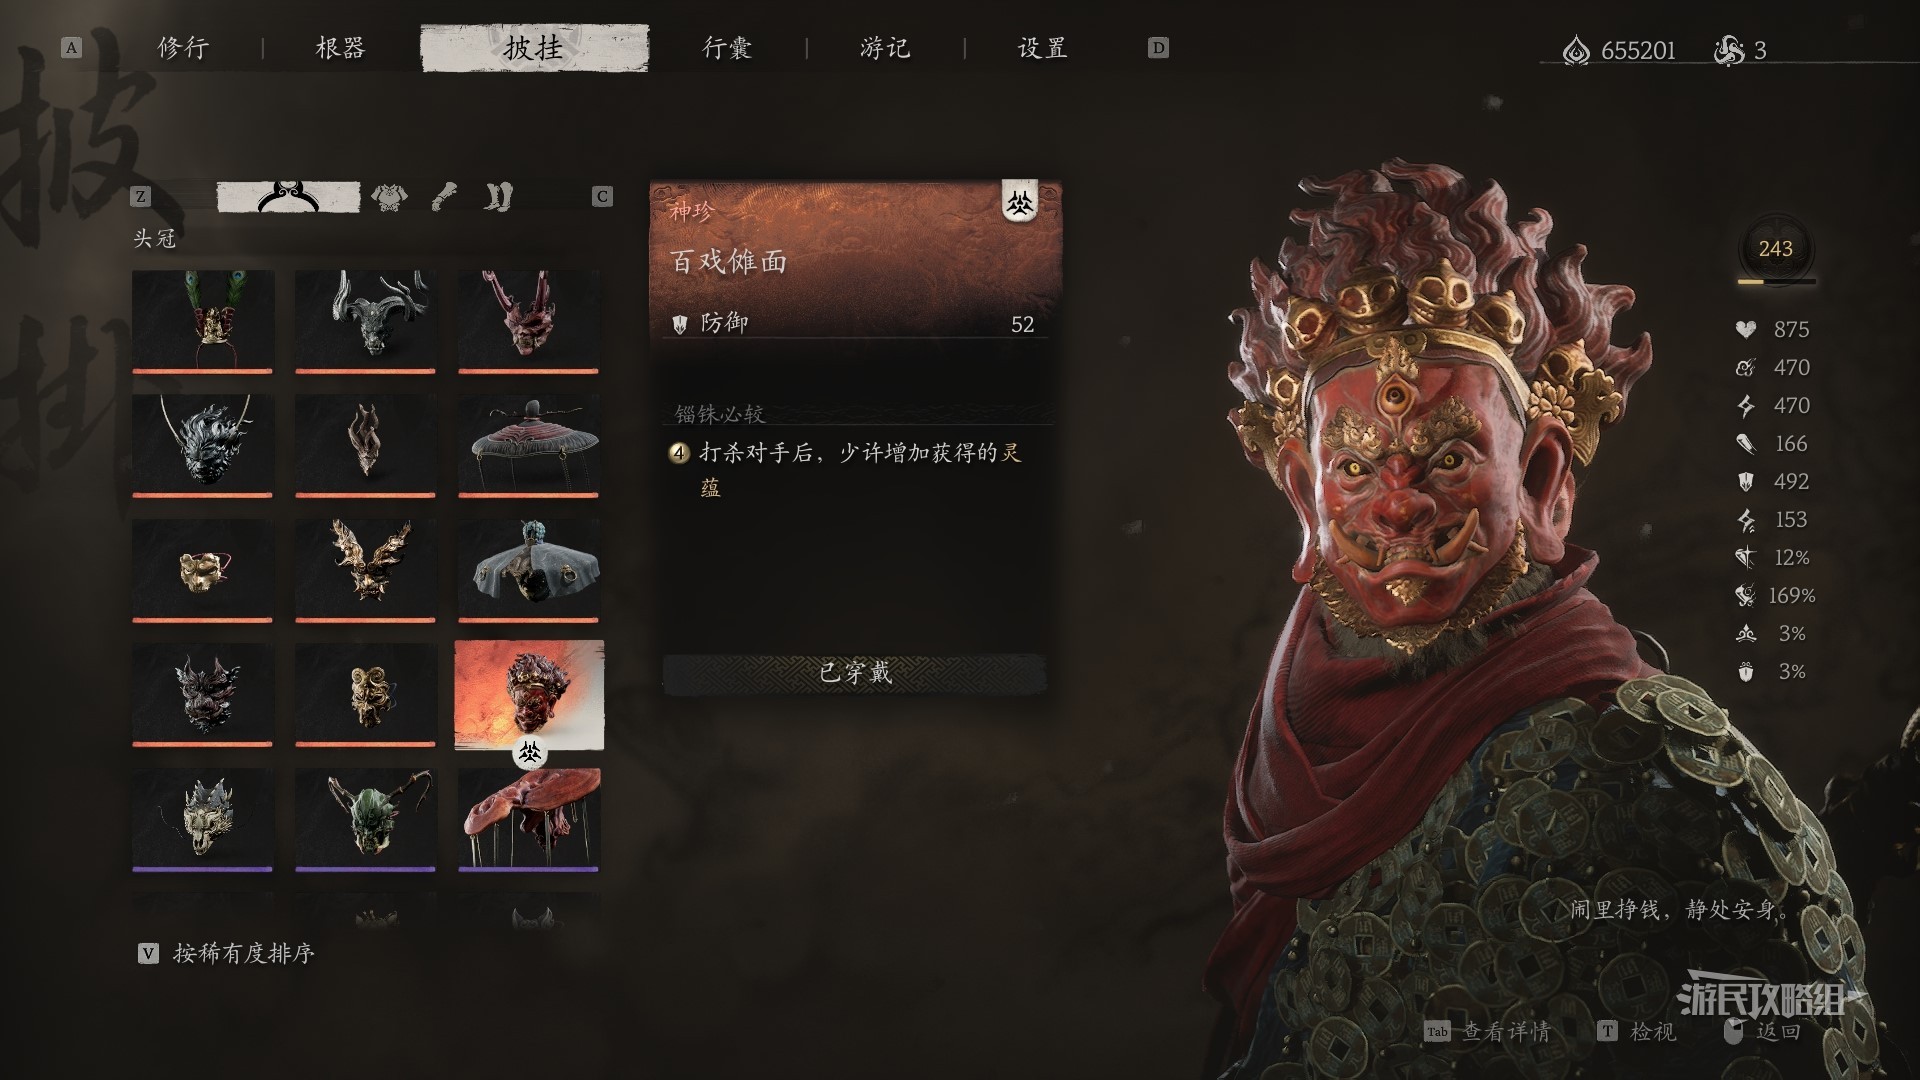 A
修行
根器
披挂
行囊
游记
设置
D
655201
3
披掛
Z
C
头冠
神珍
百戏傩面
防御
52
锱铢必较
4 打杀对手后，少许增加获得的灵
蕴
已穿戴
243
875
470
470
166
492
153
12%
169%
3%
3%
闹里挣钱，静处安身。
V 按稀有度排序
游民攻略组
Tab 查看详情
T 检视
返回